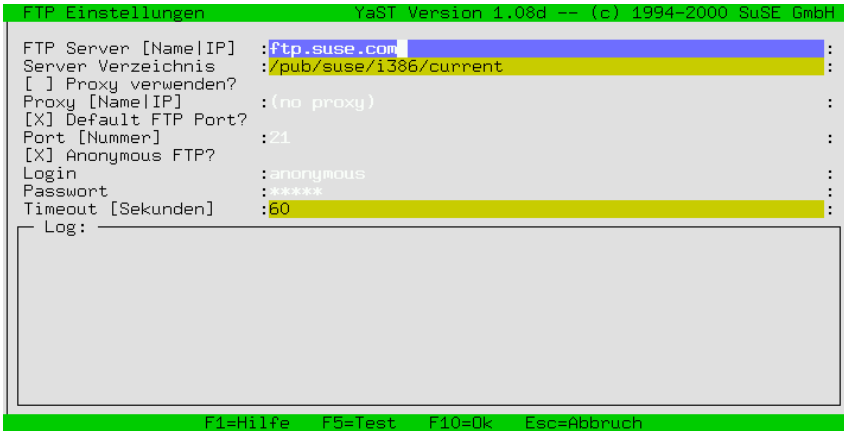 FTP Einstellungen YaST Version 1.08d -- (c) 1994-2000 SuSE GmbH
FTP Server [Name|IP] :ftp.suse.com :
Server Verzeichnis :/pub/suse/i386/current :
[ ] Proxy verwenden?
Proxy [Name|IP] :(no proxy) :
[X] Default FTP Port?
Port [Nummer] :21 :
[X] Anonymous FTP?
Login :anonymous :
Passwort :***** :
Timeout [Sekunden] :60 :
Log:
F1=Hilfe F5=Test F10=Ok Esc=Abbruch